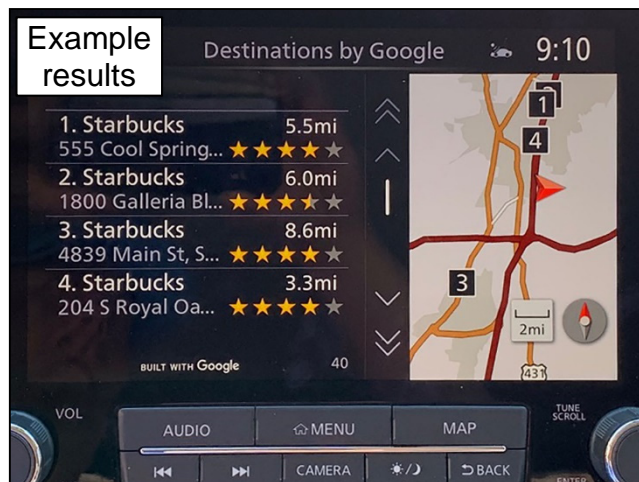 Example
results
Destinations by Google 9:10
1. Starbucks 5.5mi
555 Cool Spring...
2. Starbucks 6.0mi
1800 Galleria Bl...
3. Starbucks 8.6mi
4839 Main St, S...
4. Starbucks 3.3mi
204 S Royal Oa...
BUILT WITH Google 40
1
4
3
2mi
431
VOL
TUNE
SCROLL
AUDIO MENU MAP
CAMERA BACK
ENTER